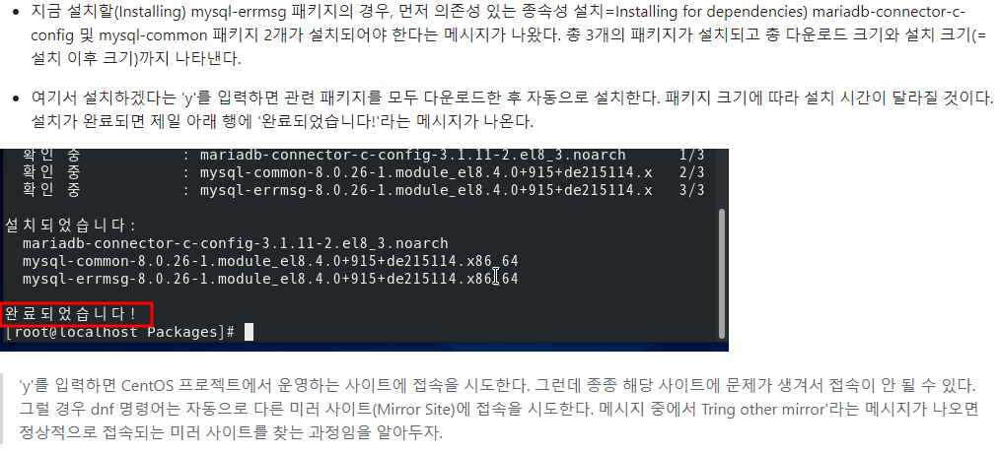 지금 설치할(Installing) mysql-errmsg 패키지의 경우, 먼저 의존성 있는 종속성 설치=Installing for dependencies) mariadb-connector-c-
config 및 mysql-common 패키지 2개가 설치되어야 한다는 메시지가 나왔다. 총 3개의 패키지가 설치되고 총 다운로드 크기와 설치 크기(=
설치 이후 크기)까지 나타낸다.
여기서 설치하겠다는 'y'를 입력하면 관련 패키지를 모두 다운로드한 후 자동으로 설치한다. 패키지 크기에 따라 설치 시간이 달라질 것이다.
설치가 완료되면 제일 아래 행에 '완료되었습니다!'라는 메시지가 나온다.
확인 중 : mariadb-connector-c-config-3.1.11-2.el8_3.noarch 1/3
확인 중 : mysql-common-8.0.26-1.module_el8.4.0+915+de215114.x 2/3
확인 중 : mysql-errmsg-8.0.26-1.module_el8.4.0+915+de215114.x 3/3
설치되었습니다:
mariadb-connector-c-config-3.1.11-2.el8_3.noarch
mysql-common-8.0.26-1.module_el8.4.0+915+de215114.x86_64
mysql-errmsg-8.0.26-1.module_el8.4.0+915+de215114.x86_64
완료되었습니다!
[root@localhost Packages]#
'y'를 입력하면 CentOS 프로젝트에서 운영하는 사이트에 접속을 시도한다. 그런데 종종 해당 사이트에 문제가 생겨서 접속이 안 될 수 있다.
그럴 경우 dnf 명령어는 자동으로 다른 미러 사이트(Mirror Site)에 접속을 시도한다. 메시지 중에서 Tring other mirror'라는 메시지가 나오면
정상적으로 접속되는 미러 사이트를 찾는 과정임을 알아두자.